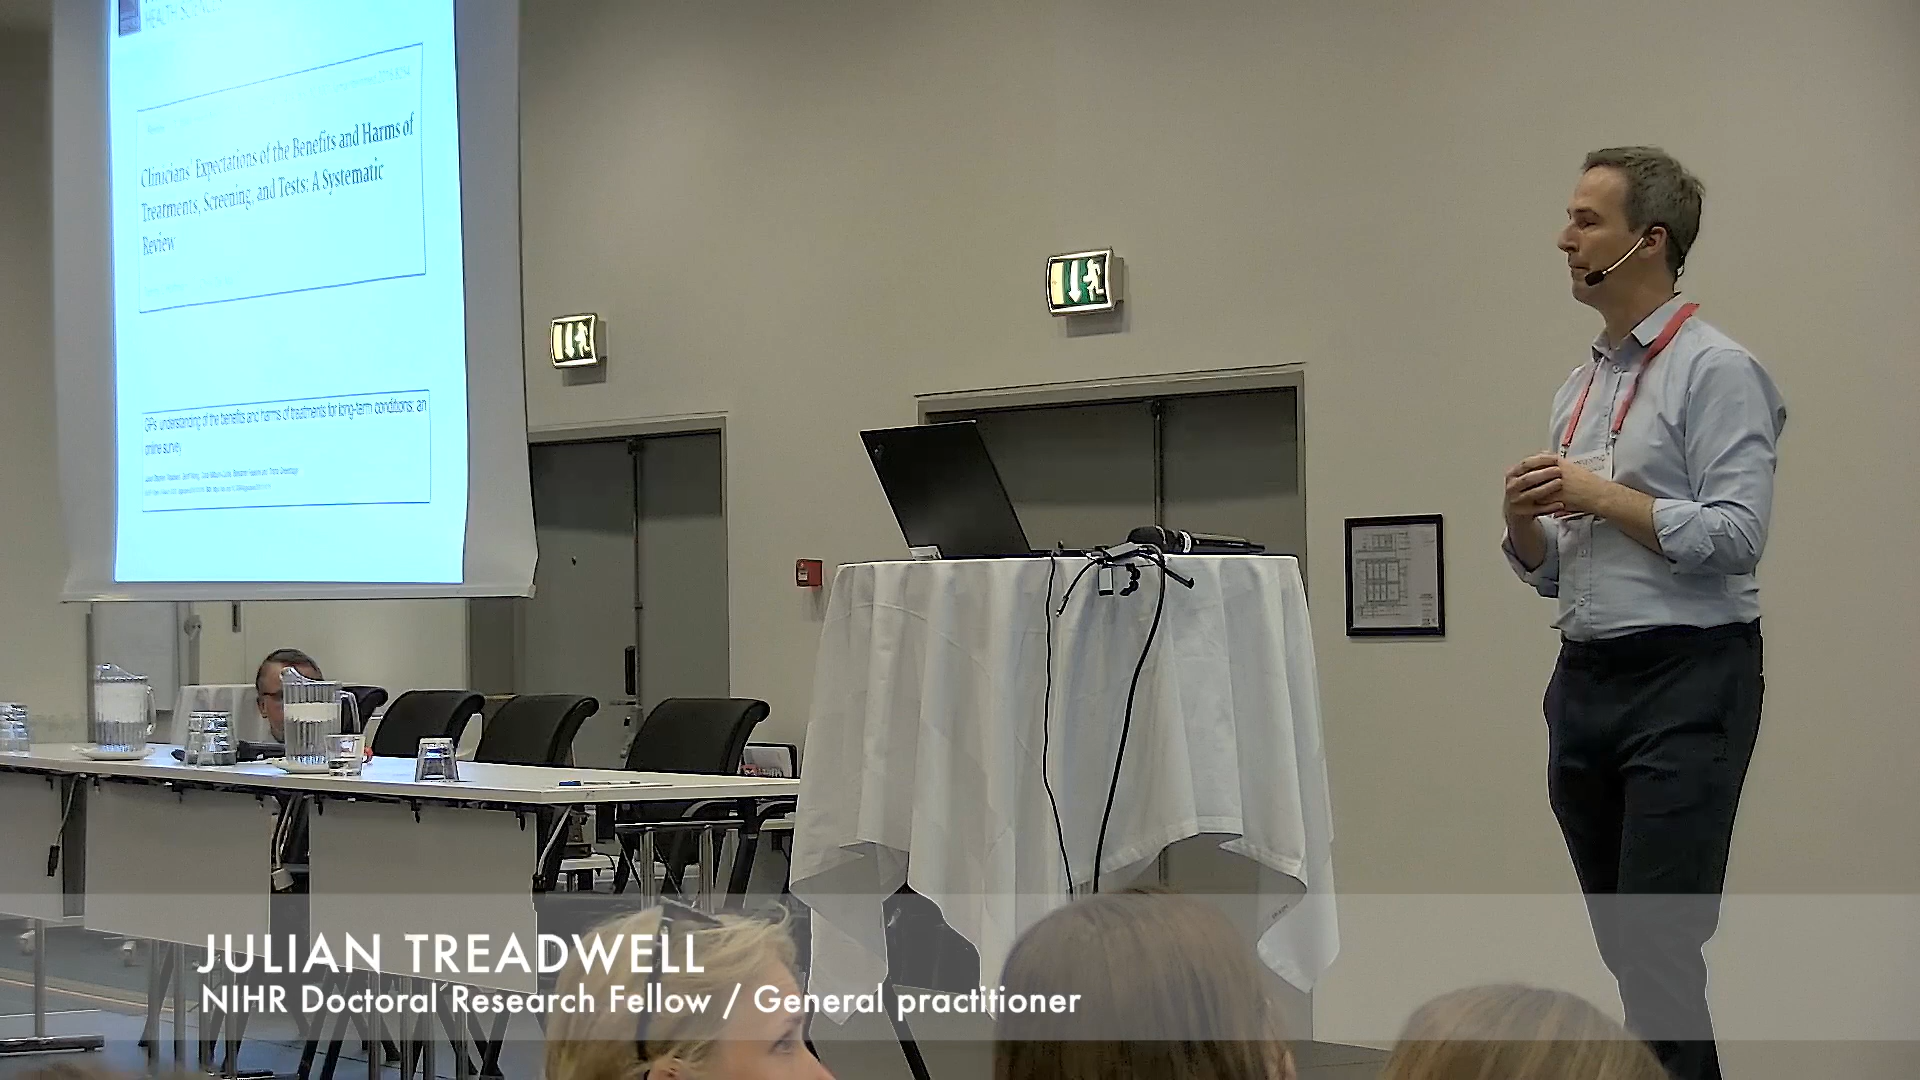 HEALTH SCIENCES
Clinicians' Expectations of the Benefits and Harms of
Treatments, Screening, and Tests: A Systematic
Review
GPs' understanding of the benefits and harms of treatments for long-term conditions: an
online survey
JULIAN TREADWELL
NIHR Doctoral Research Fellow / General practitioner